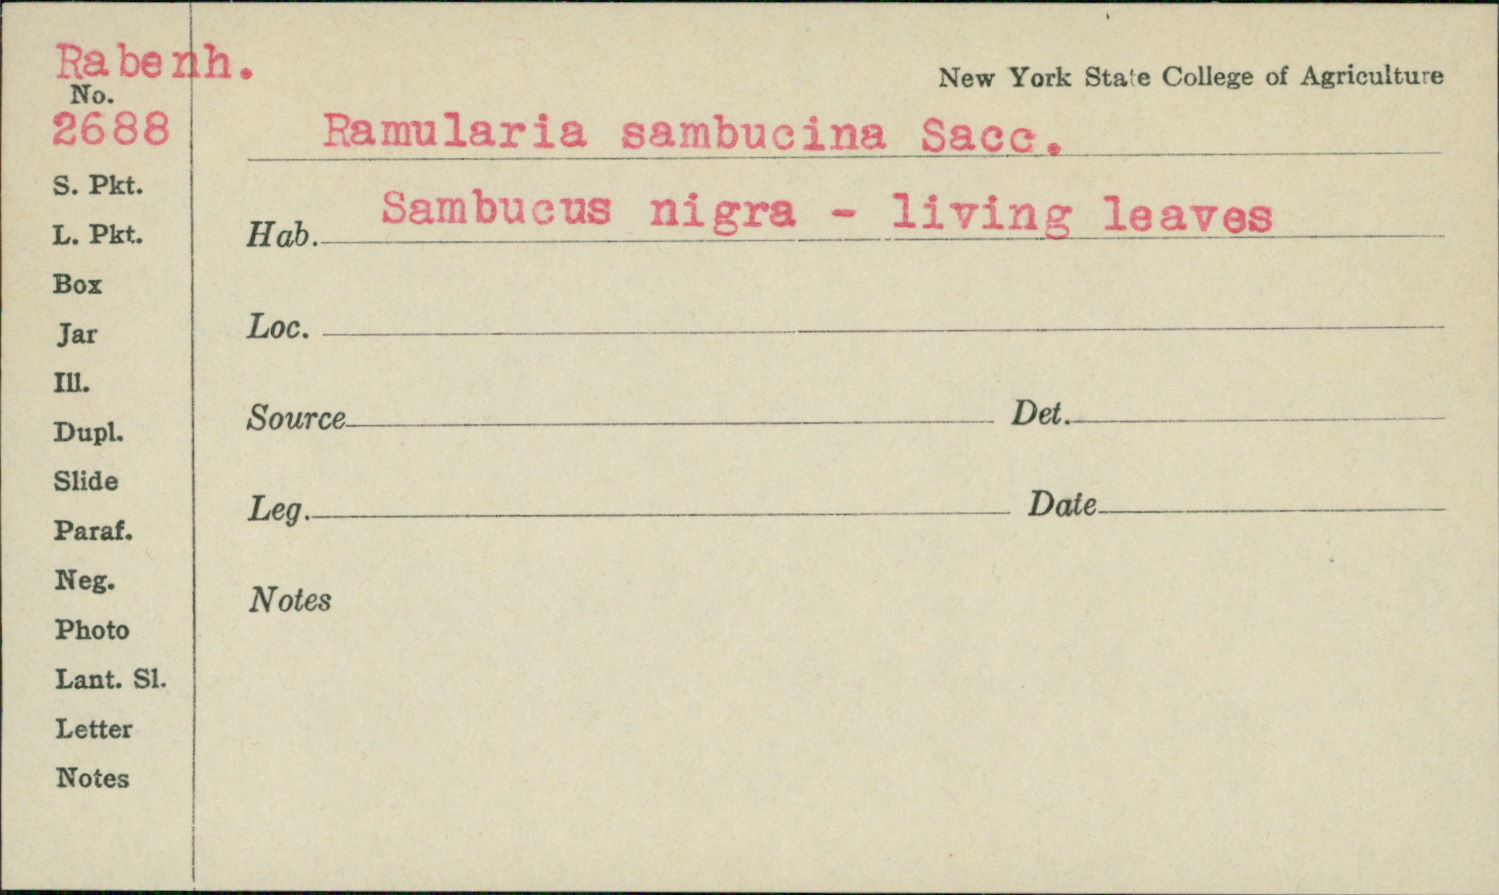 Rabenh.
No.
2688
S. Pkt.
L. Pkt.
Box
Jar
Ill.
Dupl.
Slide
Paraf.
Neg.
Photo
Lant. Sl.
Letter
Notes
New York State College of Agriculture
Ramularia sambucina Sacc.
Hab. Sambucus nigra - living leaves
Loc.
Source Det.
Leg. Date
Notes